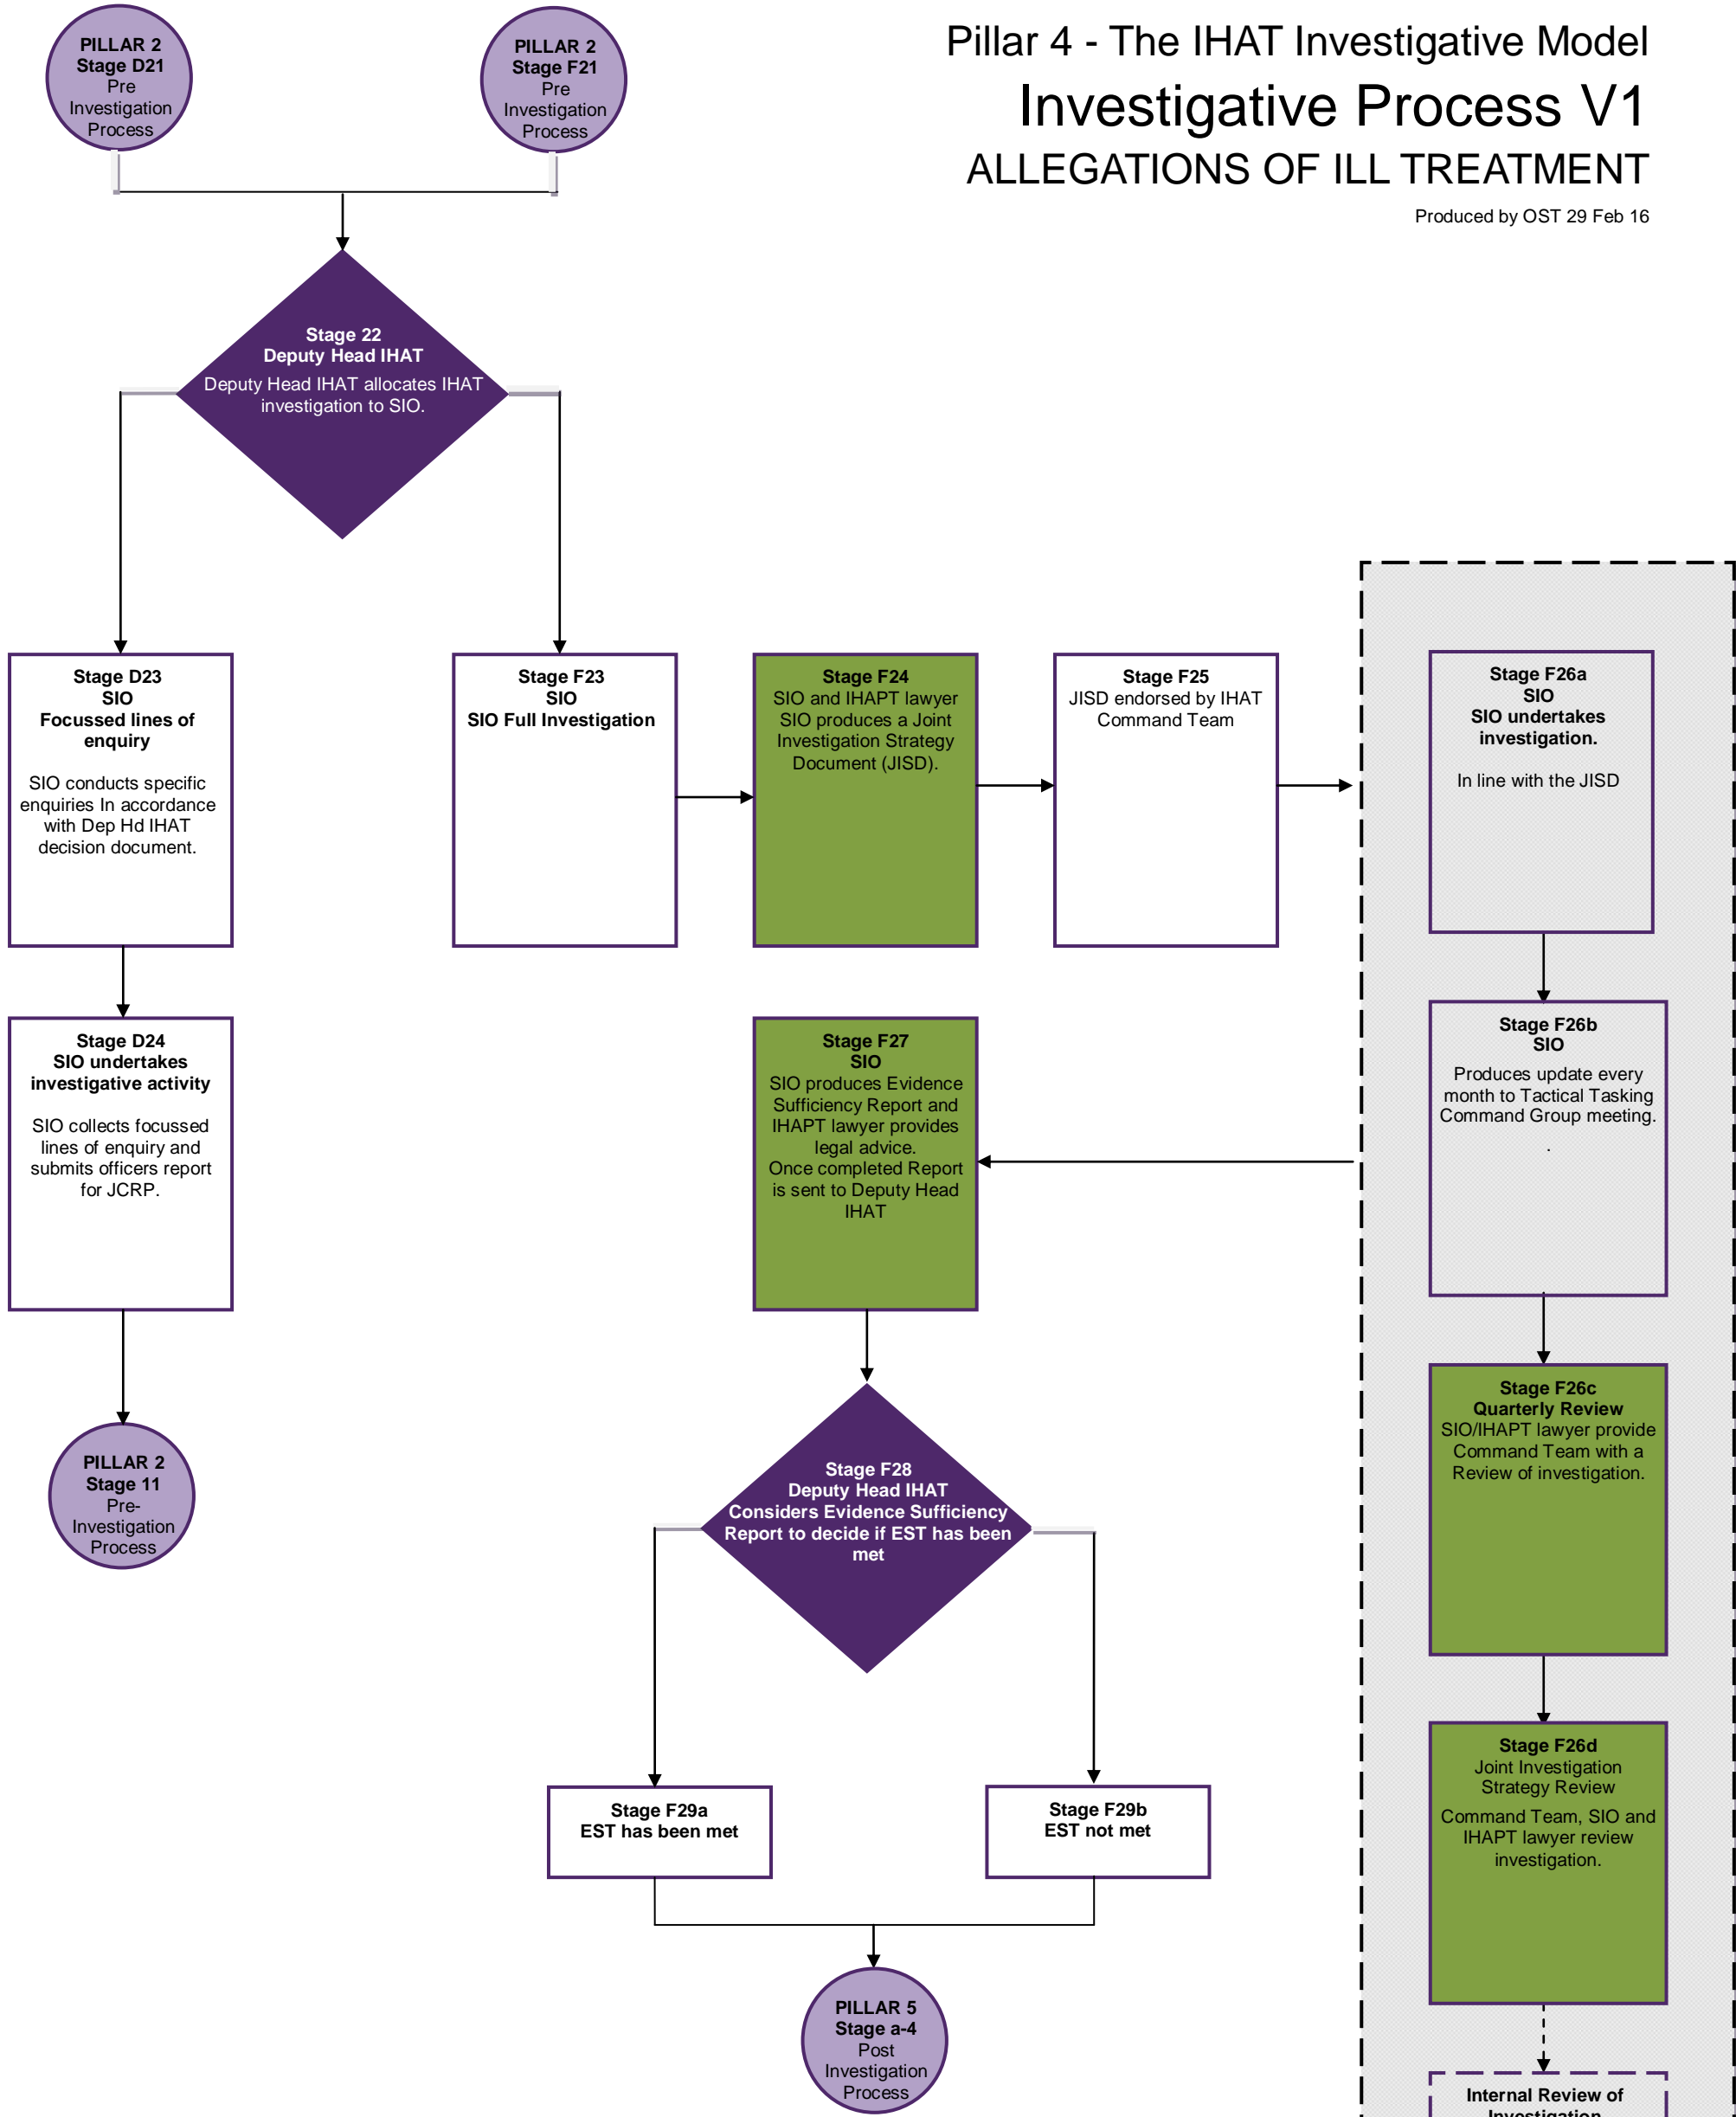 PILLAR 2
Stage D21
Pre
Investigation
Process
PILLAR 2
Stage F21
Pre
Investigation
Process
Pillar 4 - The IHAT Investigative Model
Investigative Process V1
ALLEGATIONS OF ILL TREATMENT
Produced by OST 29 Feb 16
Stage 22
Deputy Head IHAT
Deputy Head IHAT allocates IHAT
investigation to SIO.
Stage D23
SIO
Focussed lines of
enquiry
SIO conducts specific
enquiries In accordance
with Dep Hd IHAT
decision document.
Stage F23
SIO
SIO Full Investigation
Stage F24
SIO and IHAPT lawyer
SIO produces a Joint
Investigation Strategy
Document (JISD).
Stage F25
JISD endorsed by IHAT
Command Team
Stage F26a
SIO
SIO undertakes
investigation.
In line with the JISD
Stage D24
SIO undertakes
investigative activity
SIO collects focussed
lines of enquiry and
submits officers report
for JCRP.
Stage F27
SIO
SIO produces Evidence
Sufficiency Report and
IHAPT lawyer provides
legal advice.
Once completed Report
is sent to Deputy Head
IHAT
Stage F26b
SIO
Produces update every
month to Tactical Tasking
Command Group meeting.
.
PILLAR 2
Stage 11
Pre-
Investigation
Process
Stage F28
Deputy Head IHAT
Considers Evidence Sufficiency
Report to decide if EST has been
met
Stage F26c
Quarterly Review
SIO/IHAPT lawyer provide
Command Team with a
Review of investigation.
Stage F29a
EST has been met
Stage F29b
EST not met
Stage F26d
Joint Investigation
Strategy Review
Command Team, SIO and
IHAPT lawyer review
investigation.
PILLAR 5
Stage a-4
Post
Investigation
Process
Internal Review of
Investigation